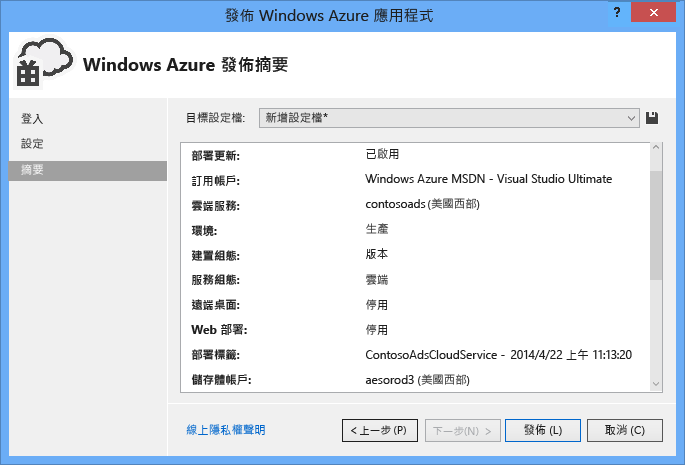 發佈 Windows Azure 應用程式
?
Windows Azure 發佈摘要
登入
設定
摘要
目標設定檔: 新增設定檔*
部署更新: 已啟用
訂用帳戶: Windows Azure MSDN - Visual Studio Ultimate
雲端服務: contosoads (美國西部)
環境: 生產
建置組態: 版本
服務組態: 雲端
遠端桌面: 停用
Web 部署: 停用
部署標籤: ContosoAdsCloudService - 2014/4/22 上午 11:13:20
儲存體帳戶: aesorod3 (美國西部)
線上隱私權聲明 <上一步 (P) 下一步(N) > 發佈 (L) 取消 (C)